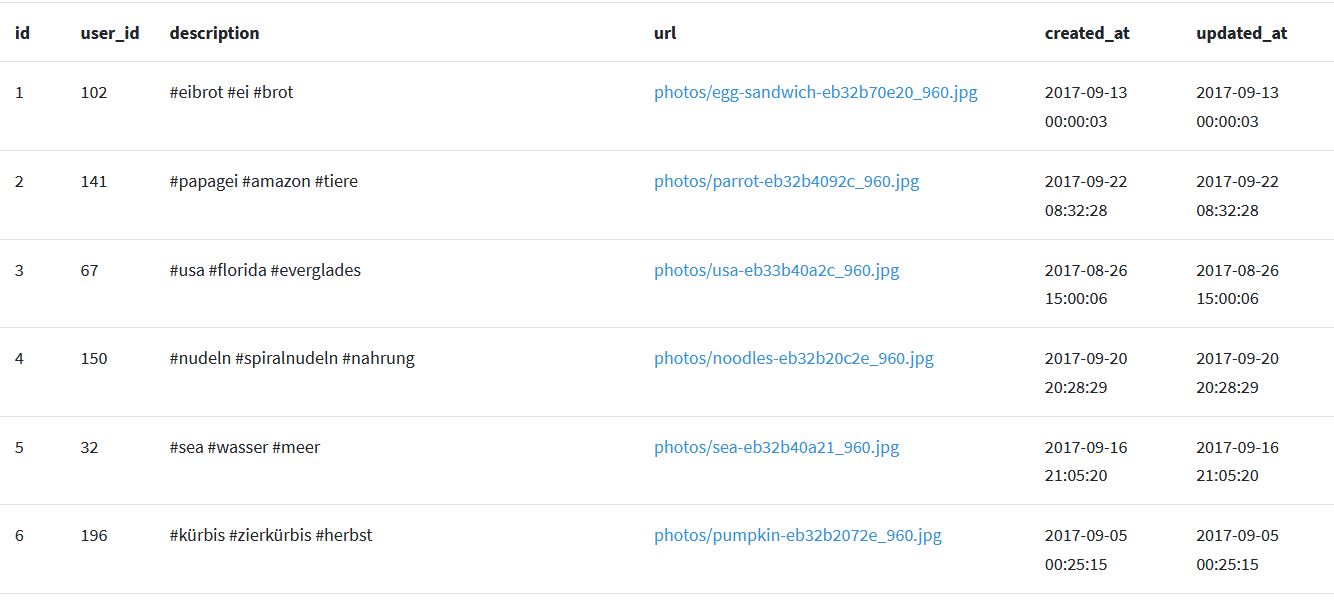 id user_id description url created_at updated_at
1 102 #eibrot #ei #brot photos/egg-sandwich-eb32b70e20_960.jpg 2017-09-13 2017-09-13
00:00:03 00:00:03
2 141 #papagei #amazon #tiere photos/parrot-eb32b4092c_960.jpg 2017-09-22 2017-09-22
08:32:28 08:32:28
3 67 #usa #florida #everglades photos/usa-eb33b40a2c_960.jpg 2017-08-26 2017-08-26
15:00:06 15:00:06
4 150 #nudeln #spiralnudeln #nahrung photos/noodles-eb32b20c2e_960.jpg 2017-09-20 2017-09-20
20:28:29 20:28:29
5 32 #sea #wasser #meer photos/sea-eb32b40a21_960.jpg 2017-09-16 2017-09-16
21:05:20 21:05:20
6 196 #kürbis #zierkürbis #herbst photos/pumpkin-eb32b2072e_960.jpg 2017-09-05 2017-09-05
00:25:15 00:25:15